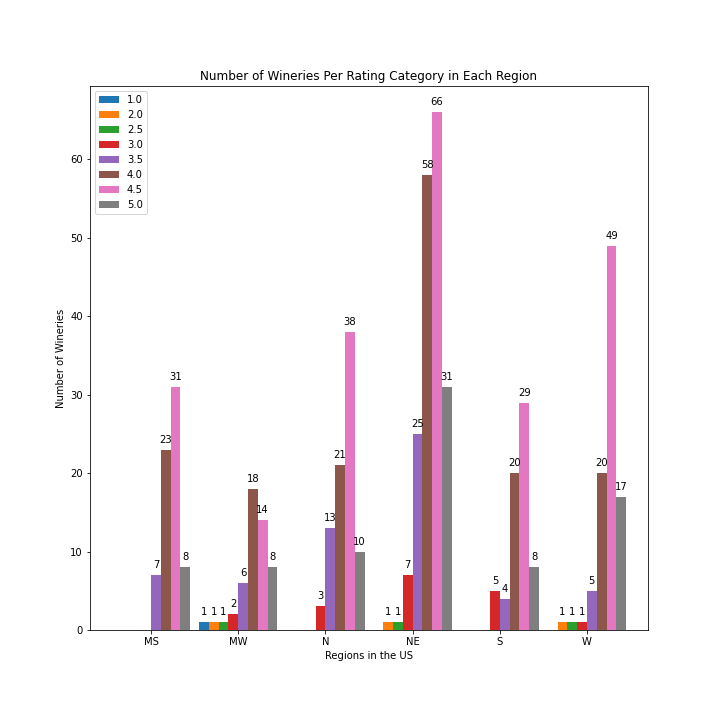 Number of Wineries Per Rating Category in Each Region
1.0
2.0
2.5
3.0
3.5
4.0
4.5
5.0
Number of Wineries
60
50
40
30
20
10
0
7 23 31 8
1 1 1 2 6 18 14 8
3 13 21 38 10
1 1 7 25 58 66 31
5 4 20 29 8
1 1 1 5 20 49 17
MS MW N NE S W
Regions in the US